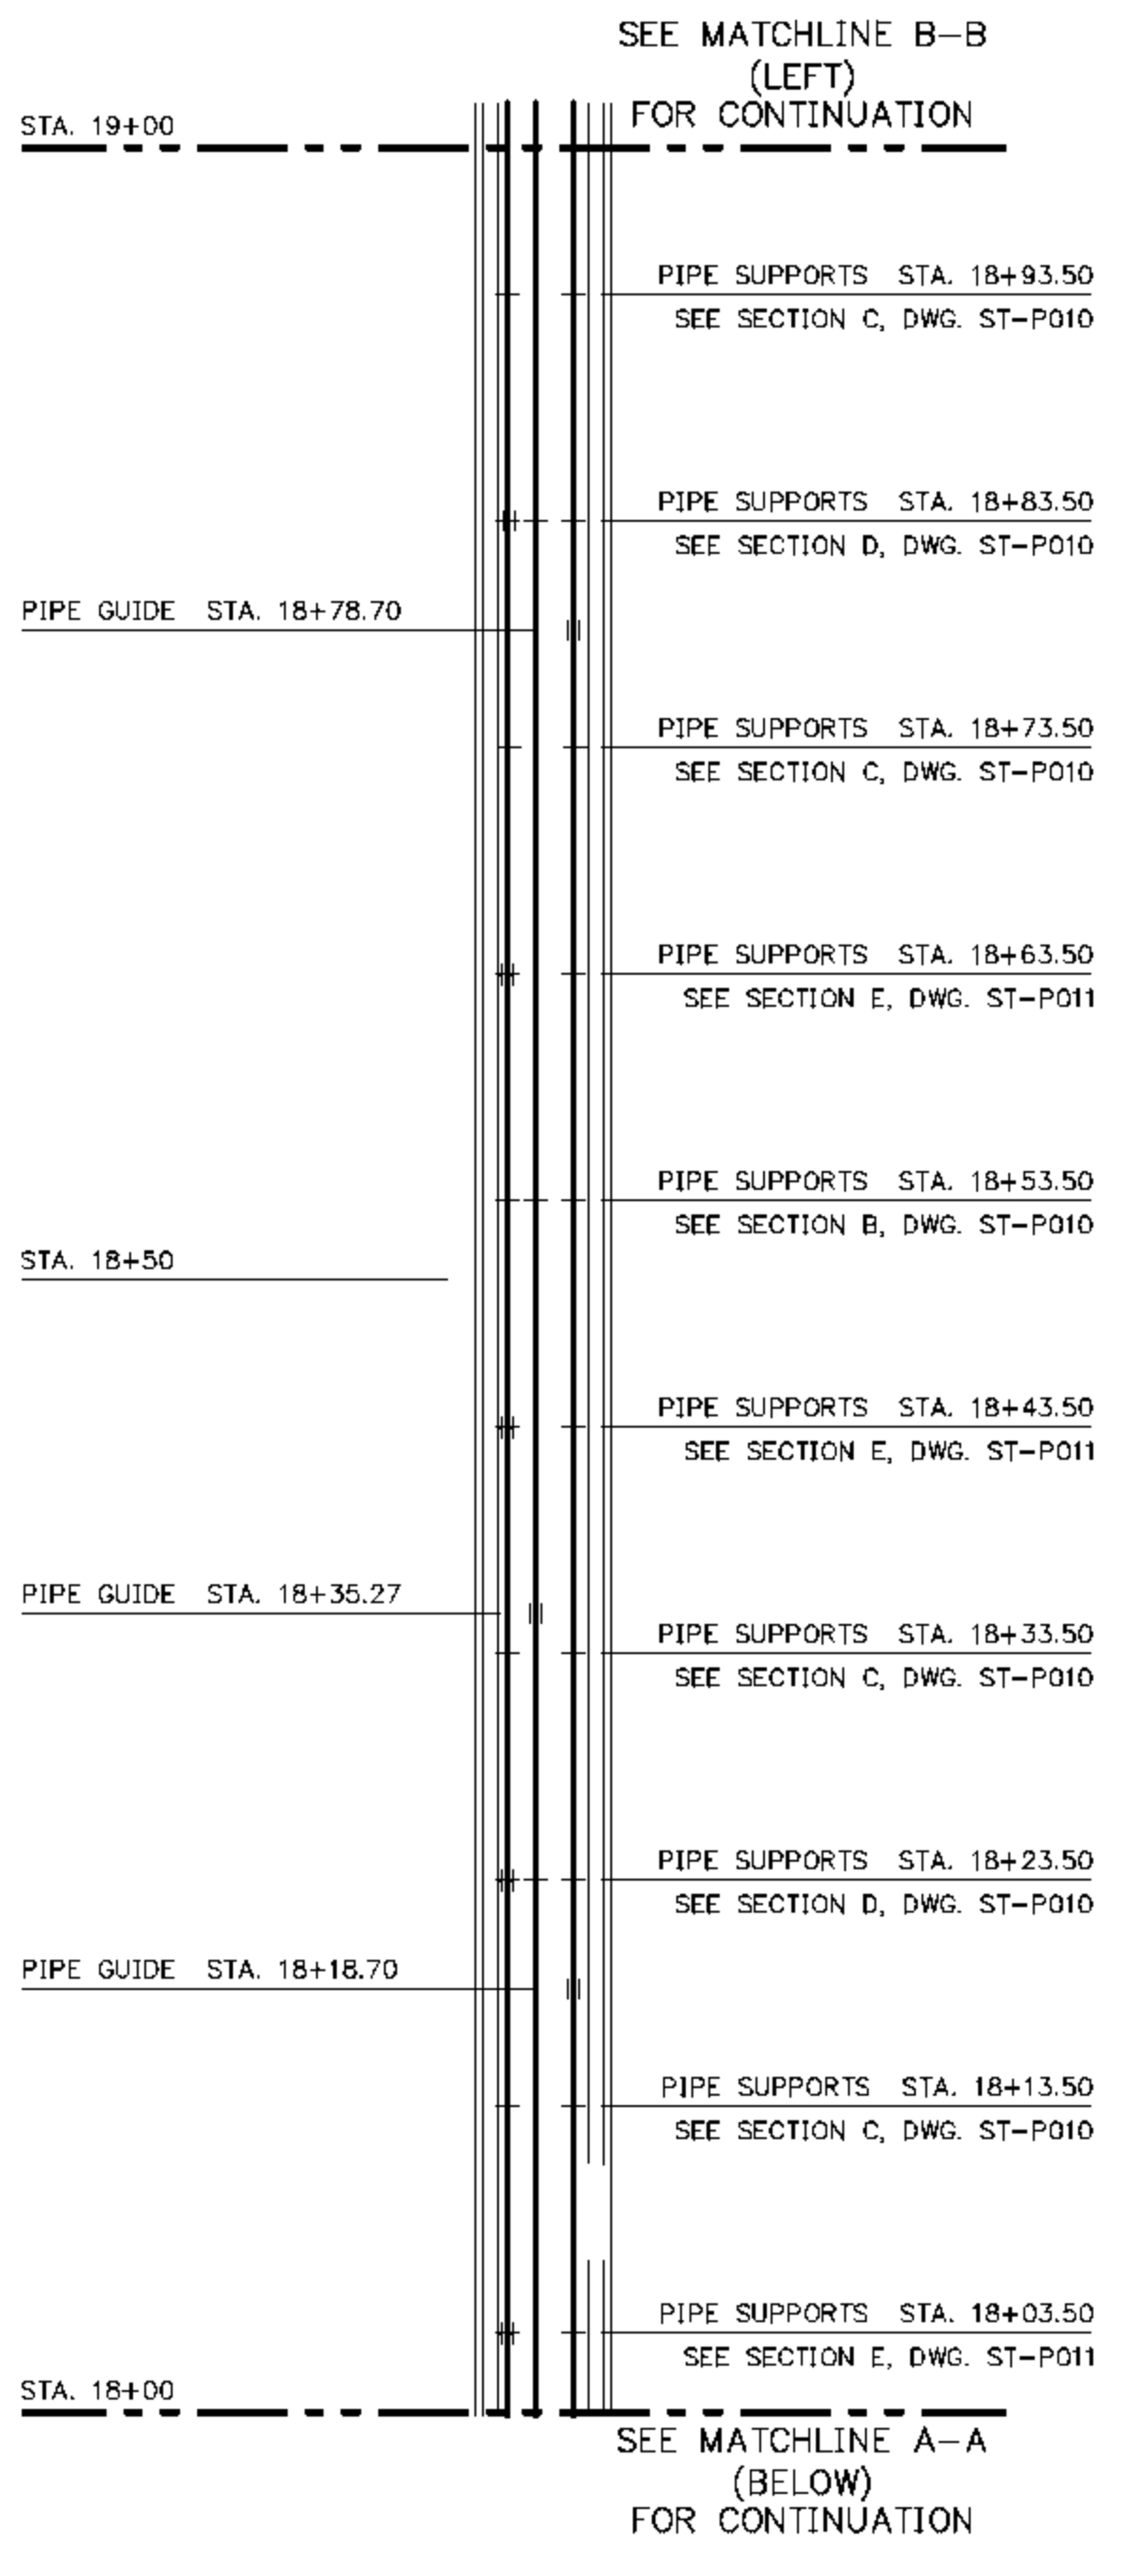 SEE MATCHLINE B-B
(LEFT)
FOR CONTINUATION
STA. 19+00
PIPE SUPPORTS STA. 18+93.50
SEE SECTION C, DWG. ST-P010
PIPE SUPPORTS STA. 18+83.50
SEE SECTION D, DWG. ST-P010
PIPE GUIDE STA. 18+78.70
PIPE SUPPORTS STA. 18+73.50
SEE SECTION C, DWG. ST-P010
PIPE SUPPORTS STA. 18+63.50
SEE SECTION E, DWG. ST-P011
PIPE SUPPORTS STA. 18+53.50
SEE SECTION B, DWG. ST-P010
STA. 18+50
PIPE SUPPORTS STA. 18+43.50
SEE SECTION E, DWG. ST-P011
PIPE GUIDE STA. 18+35.27
PIPE SUPPORTS STA. 18+33.50
SEE SECTION C, DWG. ST-P010
PIPE SUPPORTS STA. 18+23.50
SEE SECTION D, DWG. ST-P010
PIPE GUIDE STA. 18+18.70
PIPE SUPPORTS STA. 18+13.50
SEE SECTION C, DWG. ST-P010
PIPE SUPPORTS STA. 18+03.50
SEE SECTION E, DWG. ST-P011
STA. 18+00
SEE MATCHLINE A-A
(BELOW)
FOR CONTINUATION